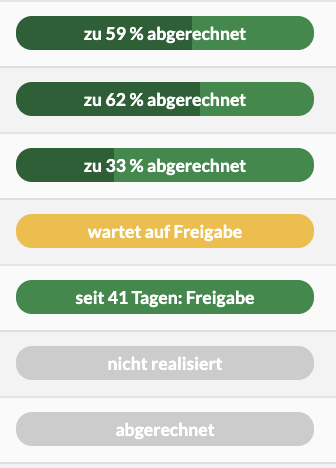 zu 59 % abgerechnet
zu 62 % abgerechnet
zu 33 % abgerechnet
wartet auf Freigabe
seit 41 Tagen: Freigabe
nicht realisiert
abgerechnet